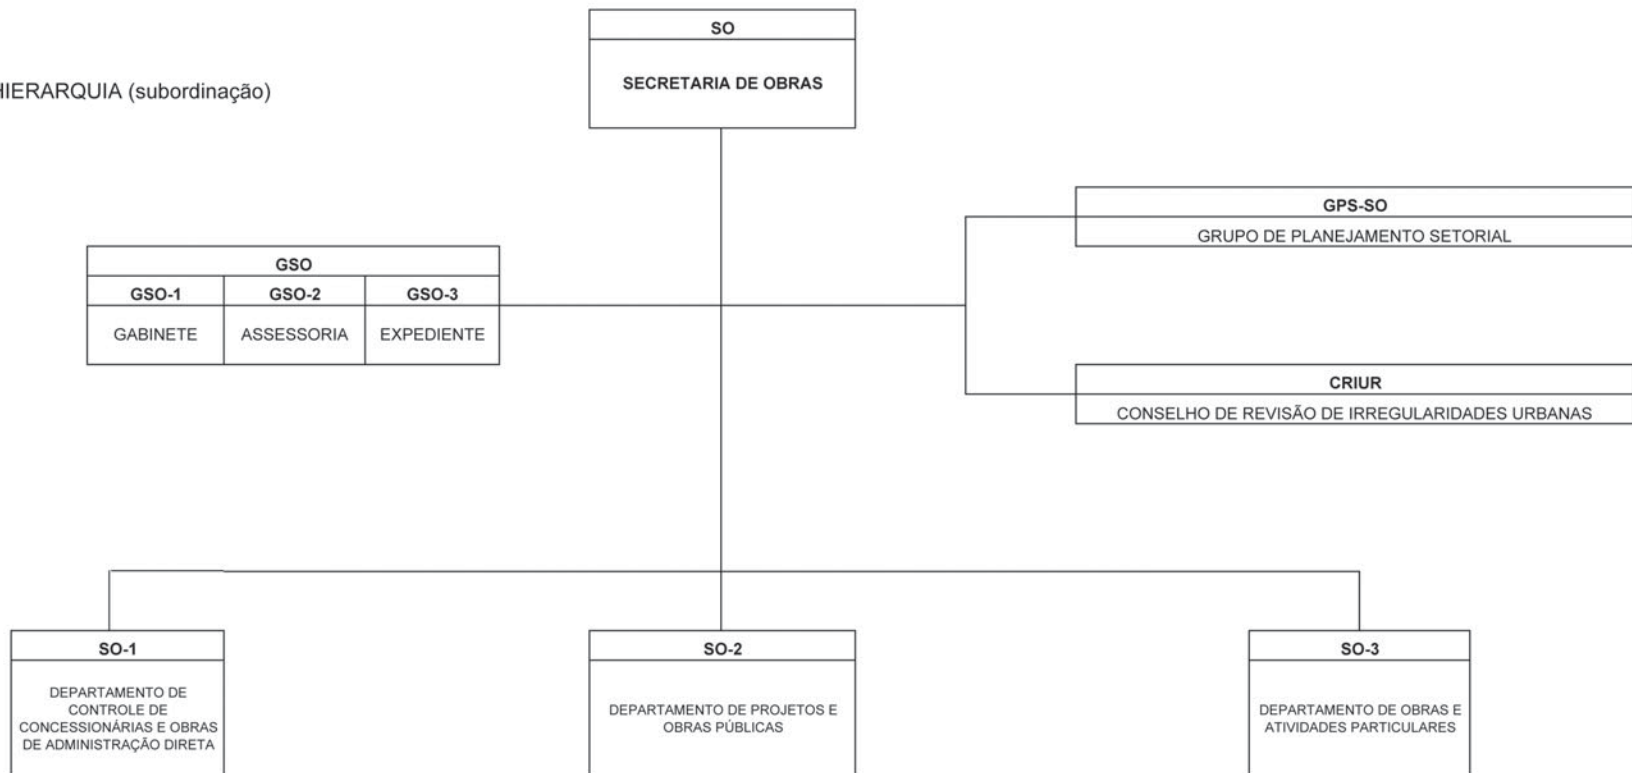 SO
SECRETARIA DE OBRAS
HIERARQUIA (subordinação)
GPS-SO
GRUPO DE PLANEJAMENTO SETORIAL
GSO
GSO-1 GSO-2 GSO-3
GABINETE ASSESSORIA EXPEDIENTE
CRIUR
CONSELHO DE REVISÃO DE IRREGULARIDADES URBANAS
SO-1
DEPARTAMENTO DE
CONTROLE DE
CONCESSIONÁRIAS E OBRAS
DE ADMINISTRAÇÃO DIRETA
SO-2
DEPARTAMENTO DE PROJETOS E
OBRAS PÚBLICAS
SO-3
DEPARTAMENTO DE OBRAS E
ATIVIDADES PARTICULARES